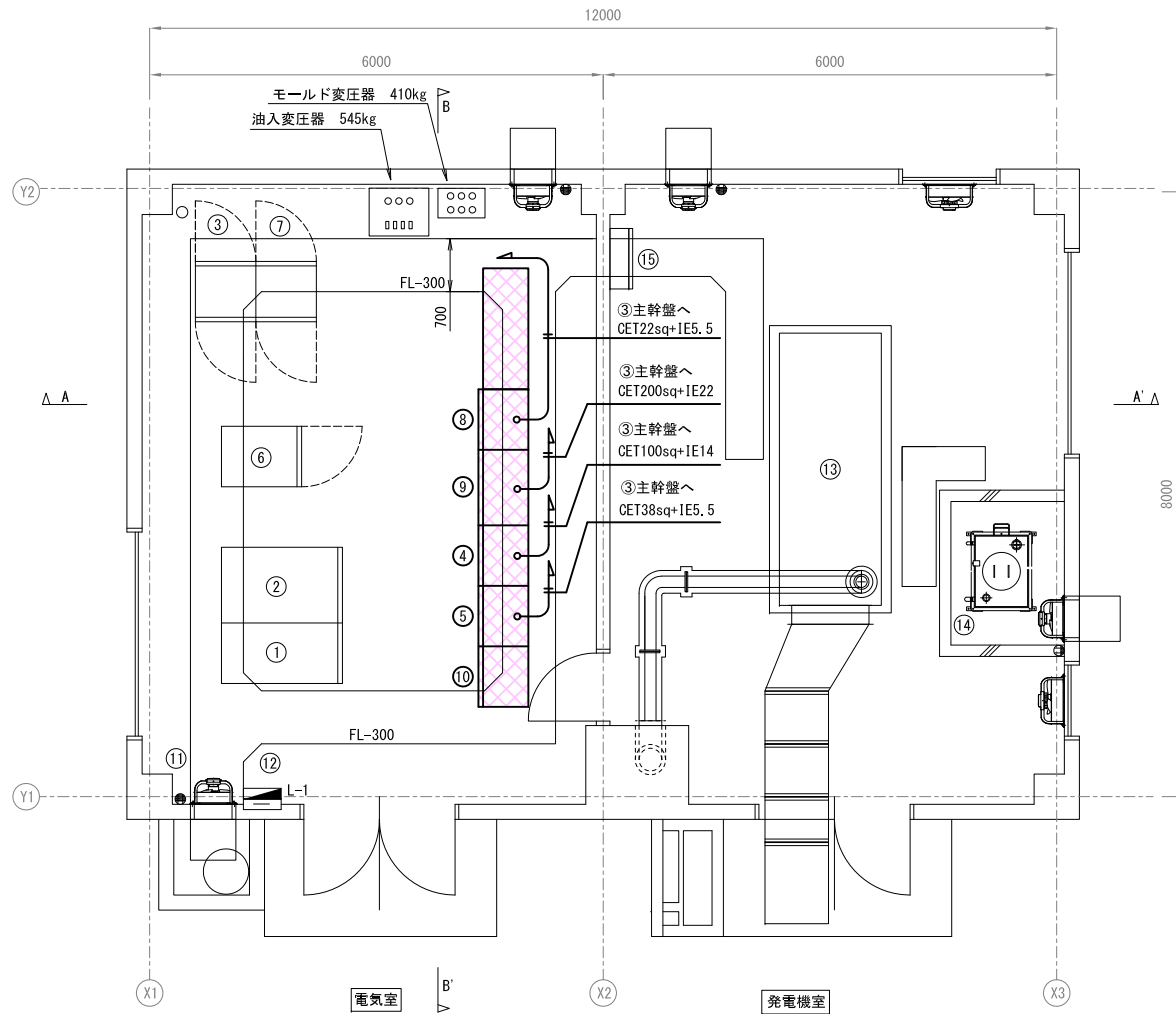 12000
6000
6000
モールド変圧器 410kg
B
油入変圧器 545kg
Y2
③
⑦
⑮
FL-300
700
③主幹盤へ
CET22sq+IE5.5
③主幹盤へ
CET200sq+IE22
A
A'
⑧
③主幹盤へ
CET100sq+IE14
⑥
⑨
⑬
③主幹盤へ
CET38sq+IE5.5
8000
④
②
⑤
⑭
①
⑩
FL-300
⑪
⑫
L-1
Y1
X1
電気室
B'
X2
発電機室
X3